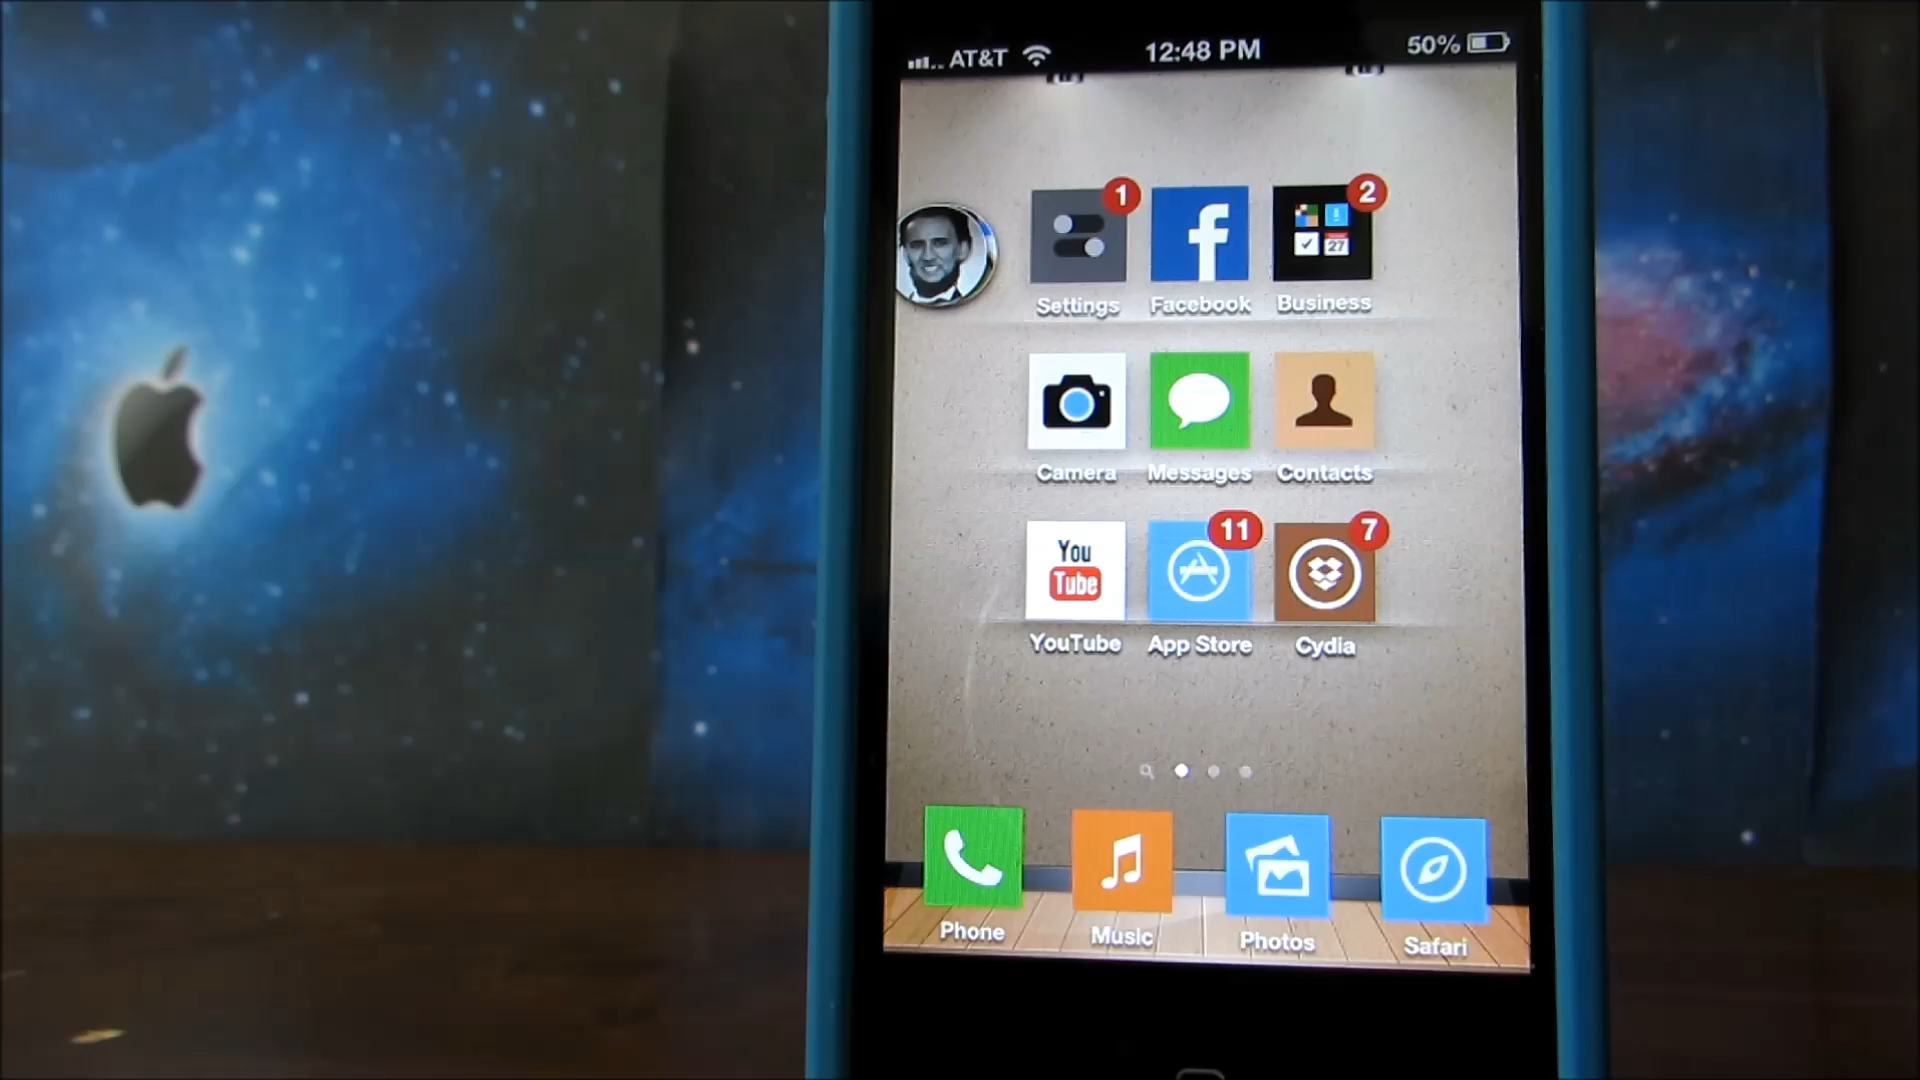 AT&T 12:48 PM 50%
1 2
27
Settings Facebook Business
Camera Messages Contacts
11 7
You
Tube
YouTube App Store Cydia
Phone Music Photos Safari